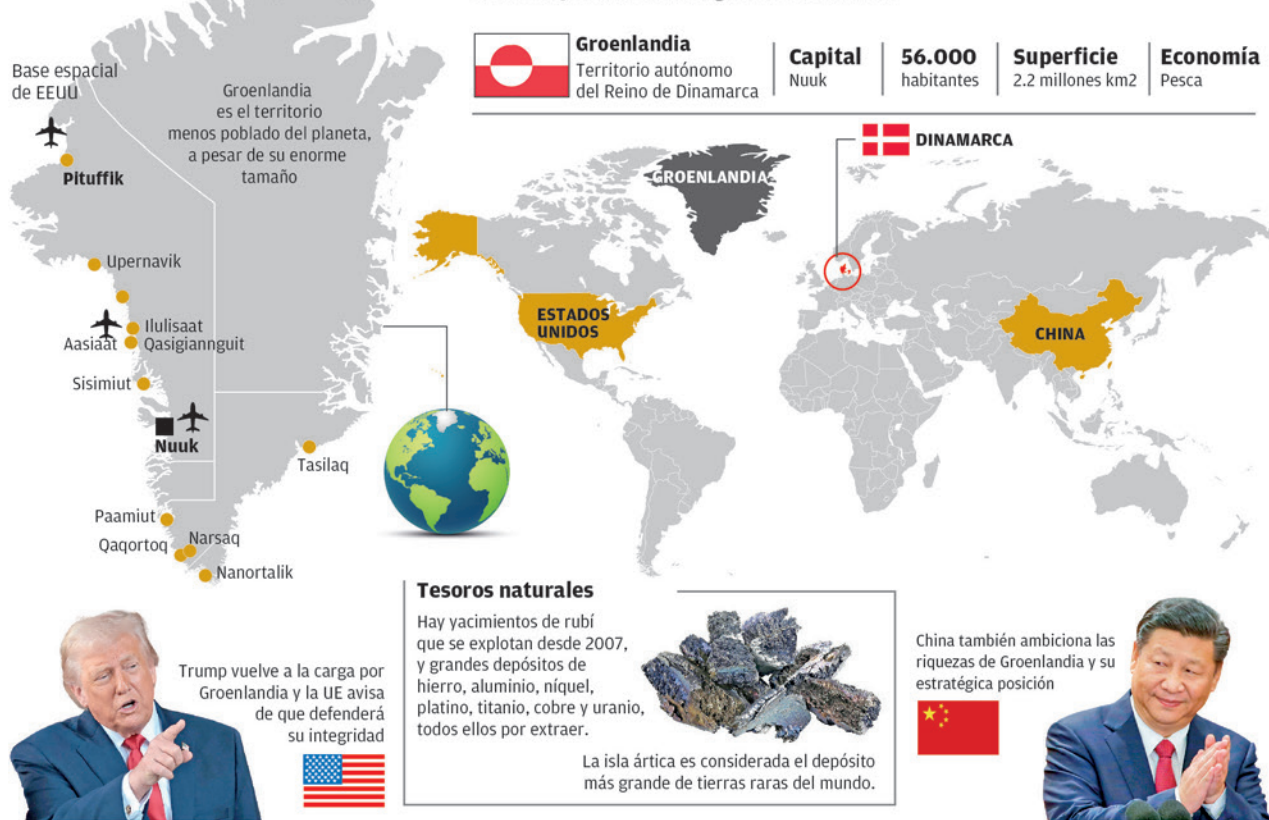 Groenlandia
Territorio autónomo
del Reino de Dinamarca
Capital
Nuuk
56.000
habitantes
Superficie
2.2 millones km2
Economía
Pesca
Base espacial
de EEUU
Groenlandia
es el territorio
menos poblado del planeta,
a pesar de su enorme
tamaño
Pituffik
Upernavik
Ilulisaat
Aasiaat
Qasigiannguit
Sisimiut
Nuuk
Tasilaq
Paamiut
Narsaq
Qaqortoq
Nanortalik
DINAMARCA
GROENLANDIA
ESTADOS
UNIDOS
CHINA
Trump vuelve a la carga por
Groenlandia y la UE avisa
de que defenderá
su integridad
Tesoros naturales
Hay yacimientos de rubí
que se explotan desde 2007,
y grandes depósitos de
hierro, aluminio, níquel,
platino, titanio, cobre y uranio,
todos ellos por extraer.
La isla ártica es considerada el depósito
más grande de tierras raras del mundo.
China también ambiciona las
riquezas de Groenlandia y su
estratégica posición